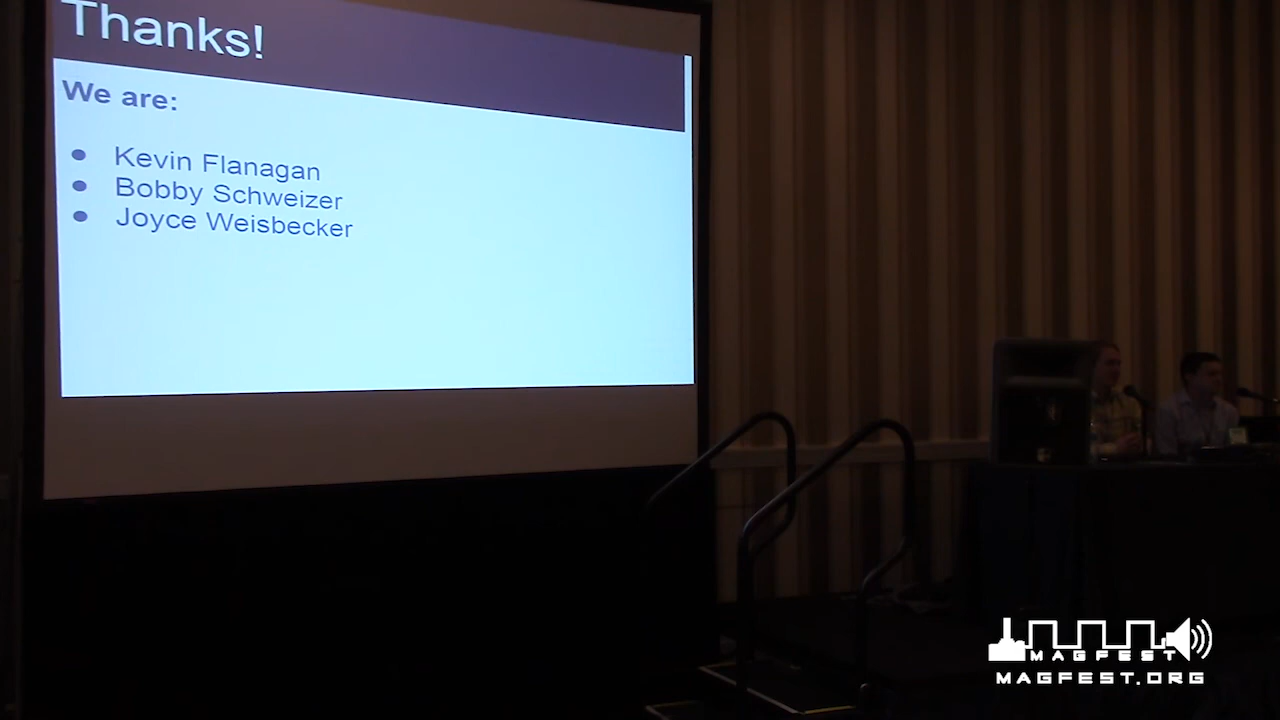 Thanks!
We are:
● Kevin Flanagan
● Bobby Schweizer
● Joyce Weisbecker
MAGFEST
MAGFEST.ORG